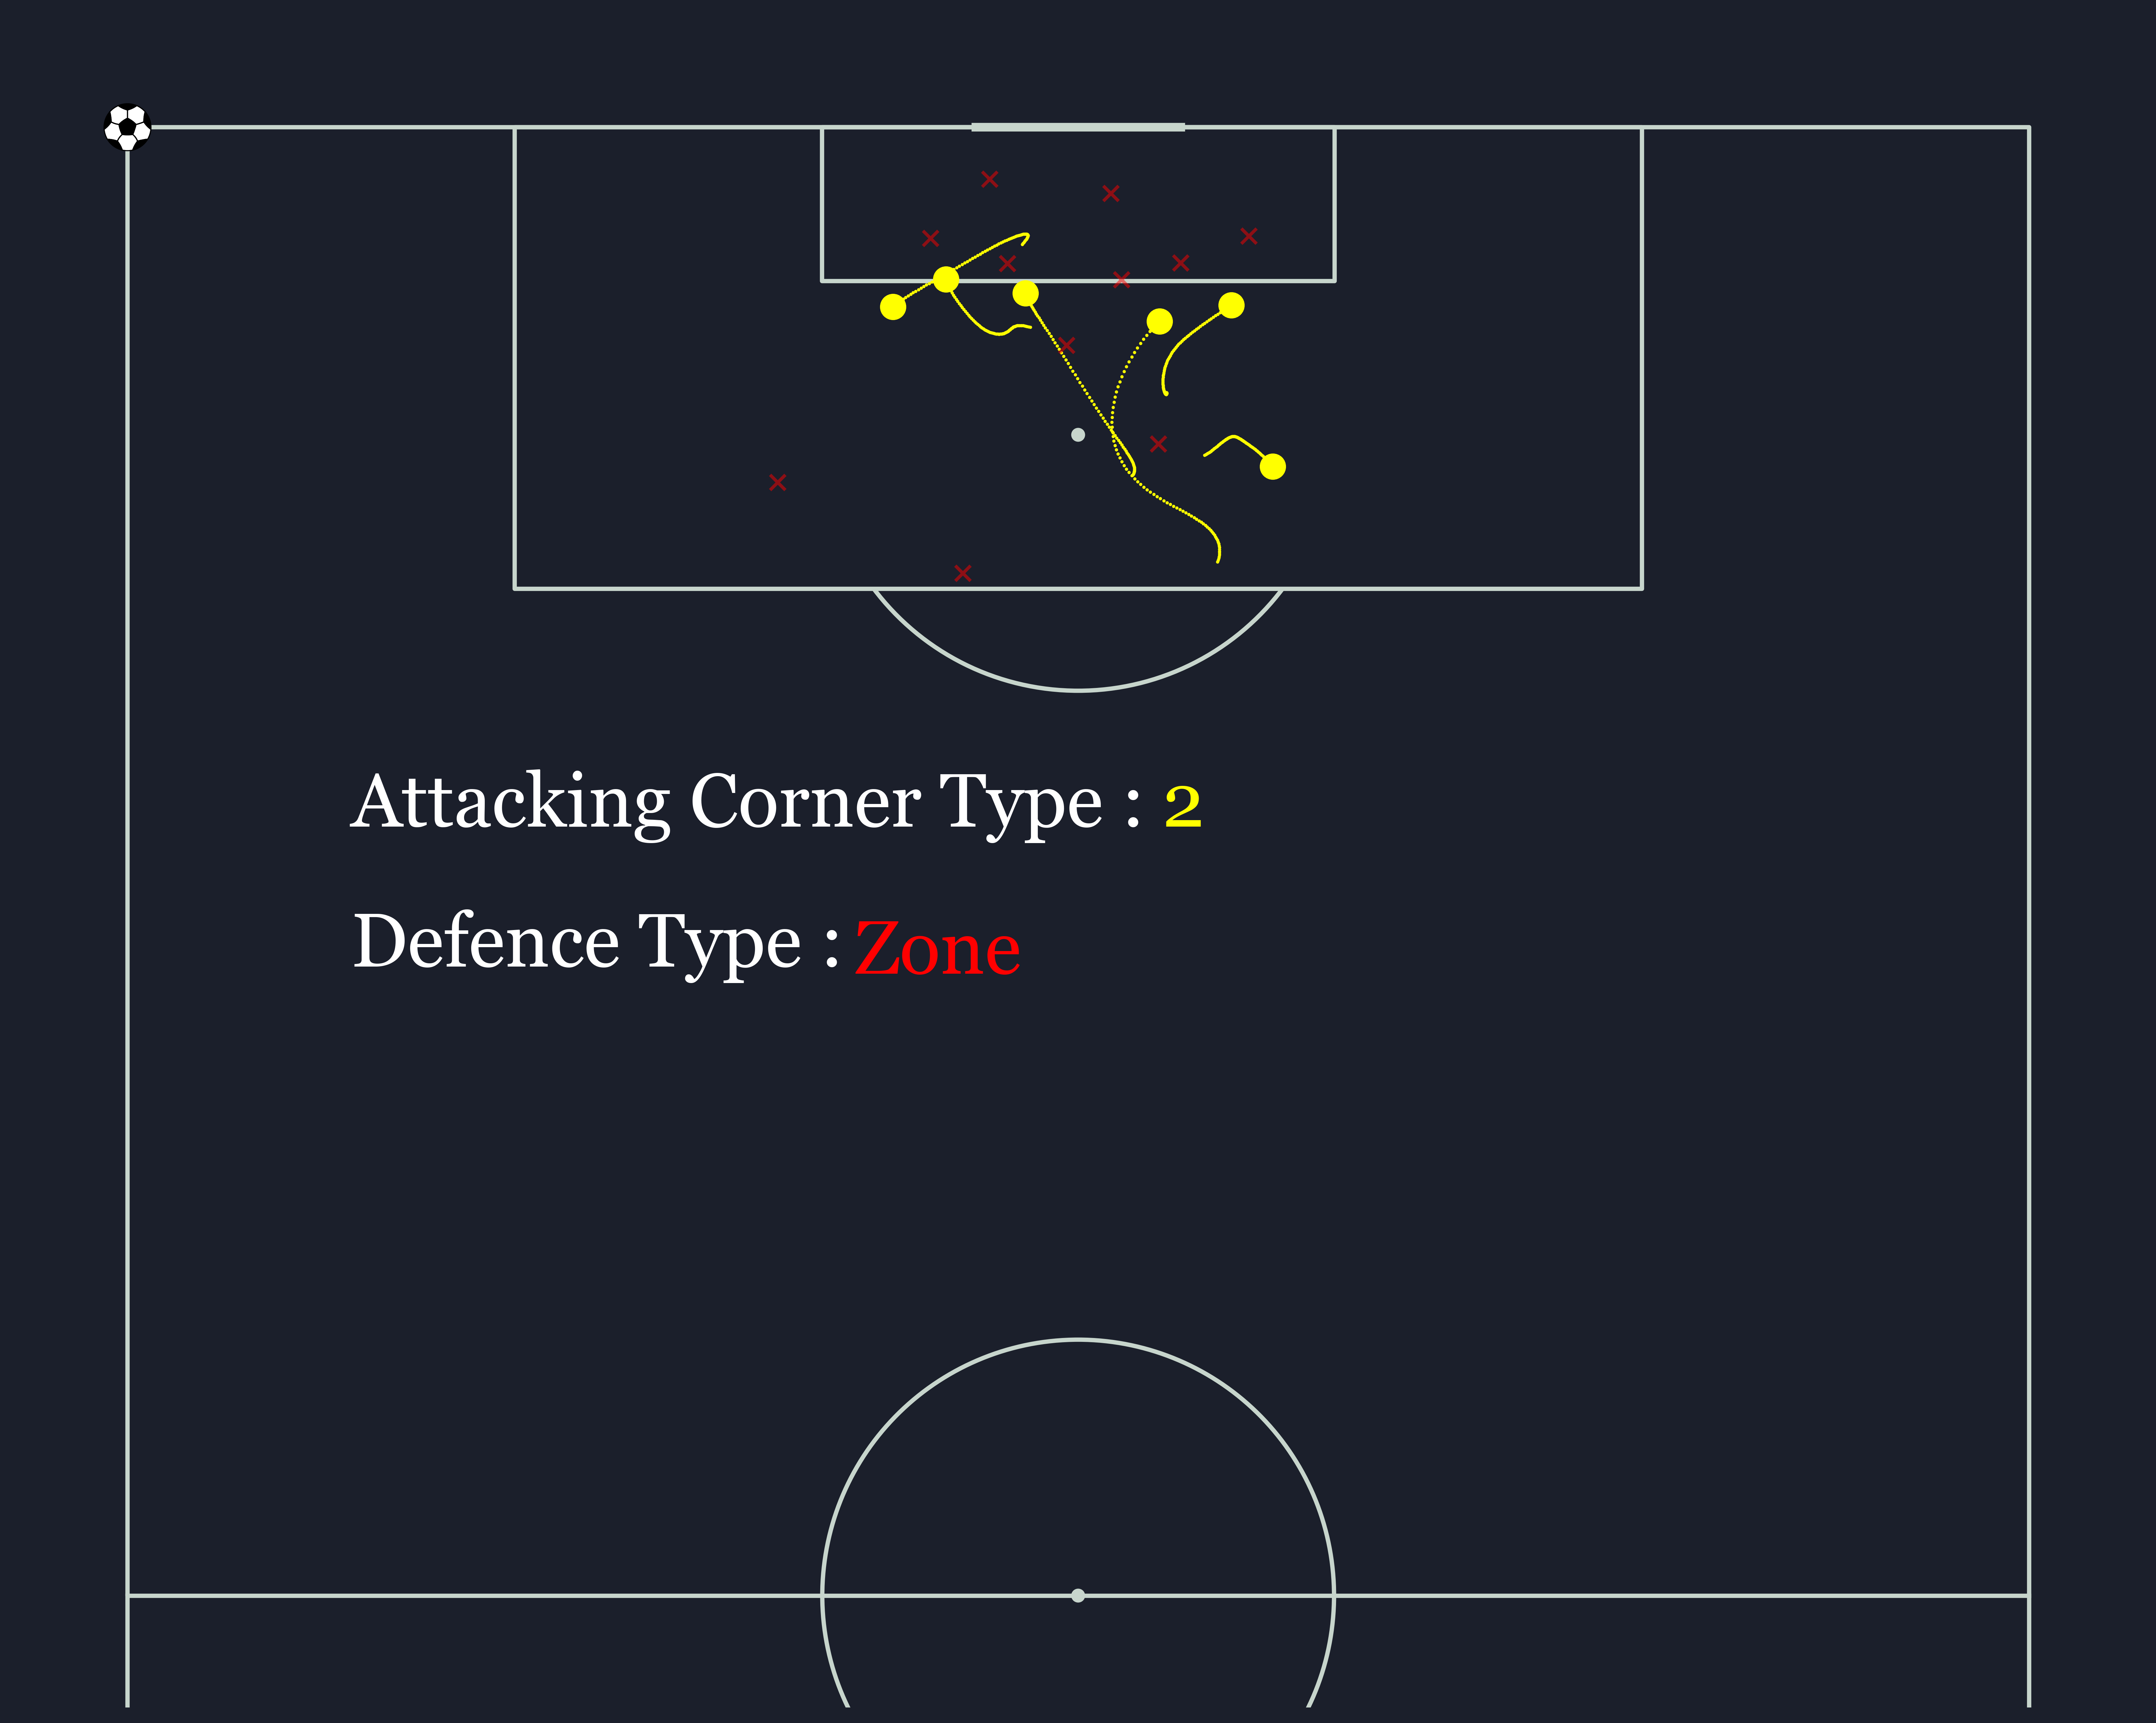 Attacking Corner Type : 2
Defence Type : Zone